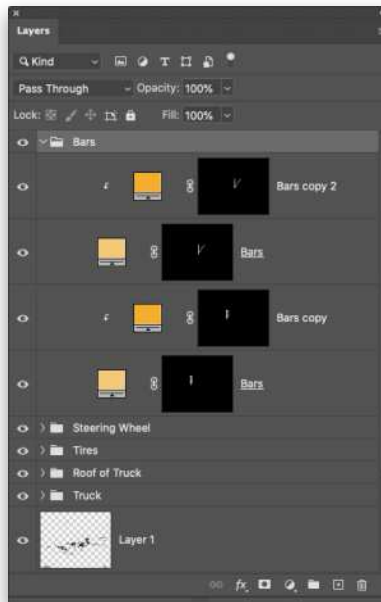 Layers
Kind
Pass Through Opacity: 100%
Lock: Fill: 100%
Bars
Bars copy 2
Bars
Bars copy
Bars
Steering Wheel
Tires
Roof of Truck
Truck
Layer 1
fx